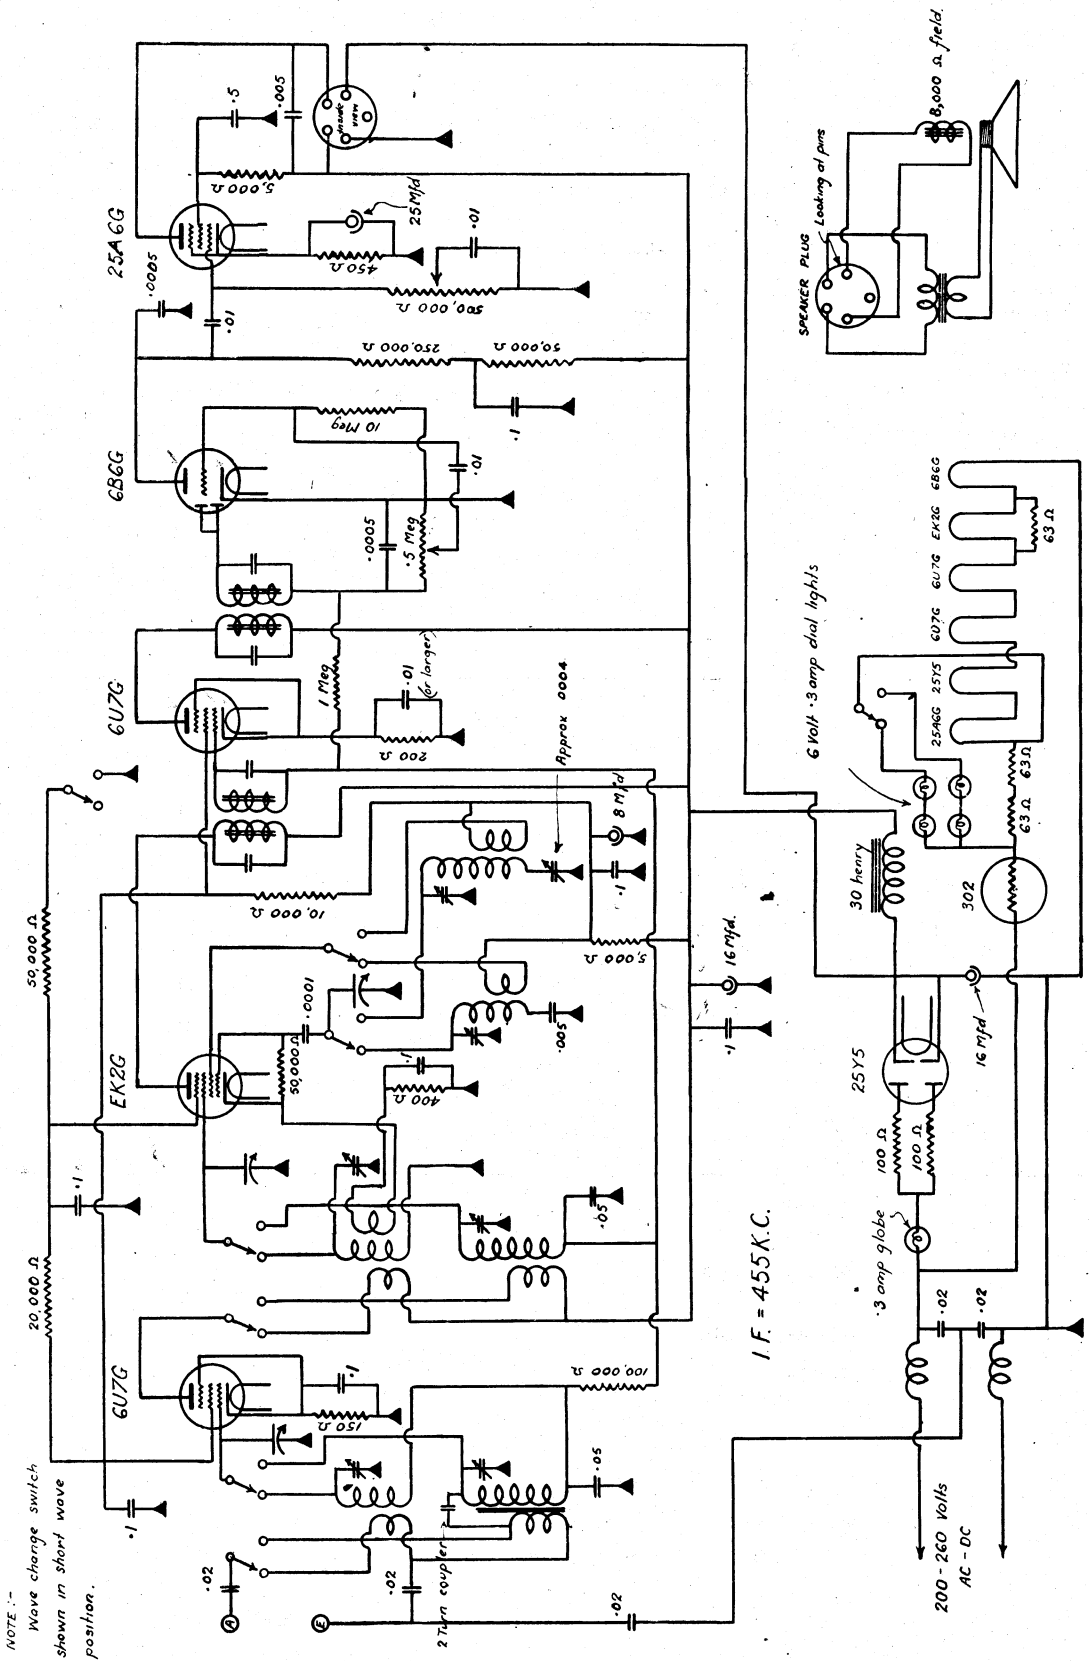 NOTE :-
Wave change switch
shown in short wave
position.
6U7G
EK2G
6U7G
6B6G
25A6G
20,000 Ω
50,000 Ω
.1
.1
.02
A
E
.02
2 Turn coupler
.02
150 Ω
.1
.05
100,000 Ω
.05
400 Ω
.1
50,000 Ω
.0001
.005
10,000 Ω
5,000 Ω
.1
8 Mfd
Approx .0004
.1
16 Mfd.
200 Ω
.01
(or larger)
1 Meg
.0005
.5 Meg
10 Meg
.01
.1
250,000 Ω
50,000 Ω
.0005
.01
500,000 Ω
.01
450 Ω
25 Mfd
5,000 Ω
.5
.005
inside
view
I.F. = 455 K.C.
200-260 Volts
AC-DC
.02
.02
.3 amp globe
100 Ω
100 Ω
25Y5
16 Mfd
30 henry
302
63 Ω
63 Ω
6 Volt .3 amp dial lights
25A6G
25Y5
6U7G
6U7G
EK2G
6B6G
63 Ω
SPEAKER PLUG
Looking at pins
8,000 Ω field.